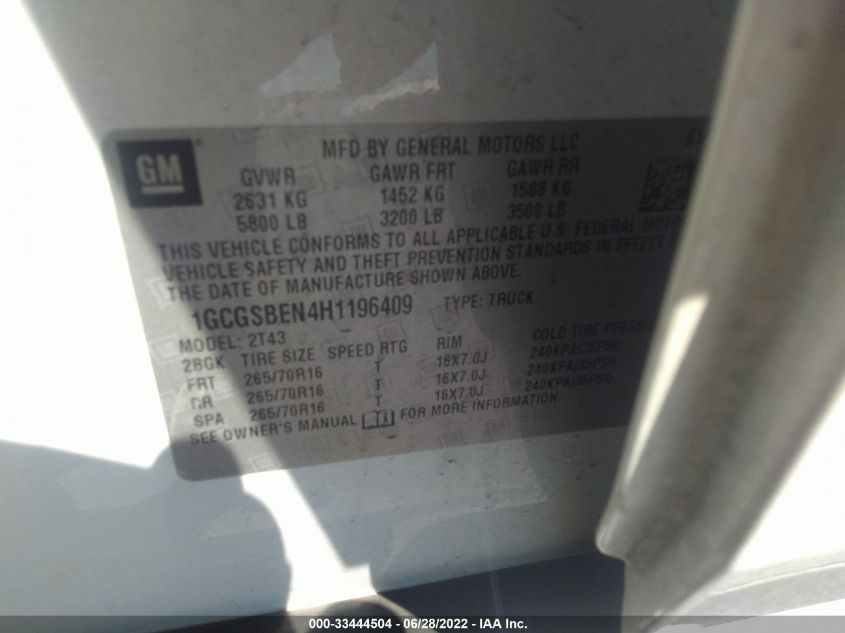 GM
MFD BY GENERAL MOTORS LLC
GVWR GAWR FRT GAWR RR
2631 KG 1452 KG 1588 KG
5800 LB 3200 LB 3500 LB
THIS VEHICLE CONFORMS TO ALL APPLICABLE U.S. FEDERAL MOTOR
VEHICLE SAFETY AND THEFT PREVENTION STANDARDS IN EFFECT
THE DATE OF MANUFACTURE SHOWN ABOVE.
1GCGSBEN4H1196409 TYPE: TRUCK
MODEL: 2T43
2BGK TIRE SIZE SPEED RTG RIM COLD TIRE PRESS
FRT 265/70R16 T 16X7.0J 240KPA(35PSI)
RR 265/70R16 T 16X7.0J 240KPA(35PSI)
SPA 265/70R16 T 16X7.0J 240KPA(35PSI)
SEE OWNER'S MANUAL FOR MORE INFORMATION
000-33444504 - 06/28/2022 - IAA Inc.